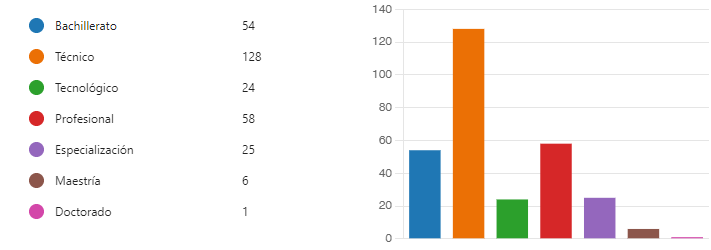 Bachillerato 54
Técnico 128
Tecnológico 24
Profesional 58
Especialización 25
Maestría 6
Doctorado 1
140
120
100
80
60
40
20
0